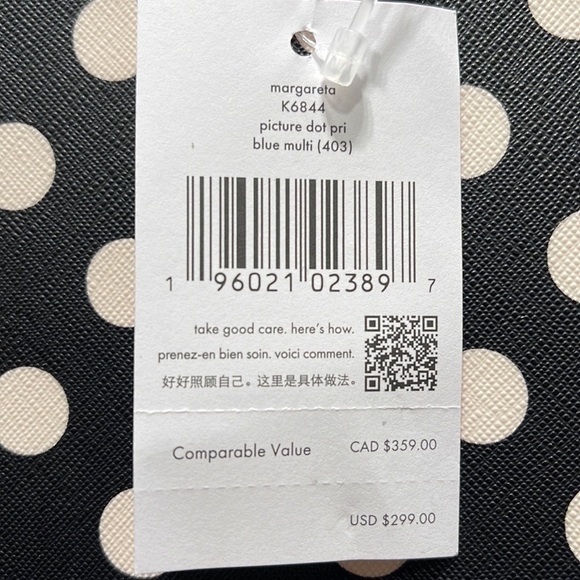 margareta
K6844
picture dot pri
blue multi (403)
1 96021 02389 7
take good care. here's how.
prenez-en bien soin. voici comment.
好好照顾自己。这里是具体做法。
Comparable Value CAD $359.00
USD $299.00